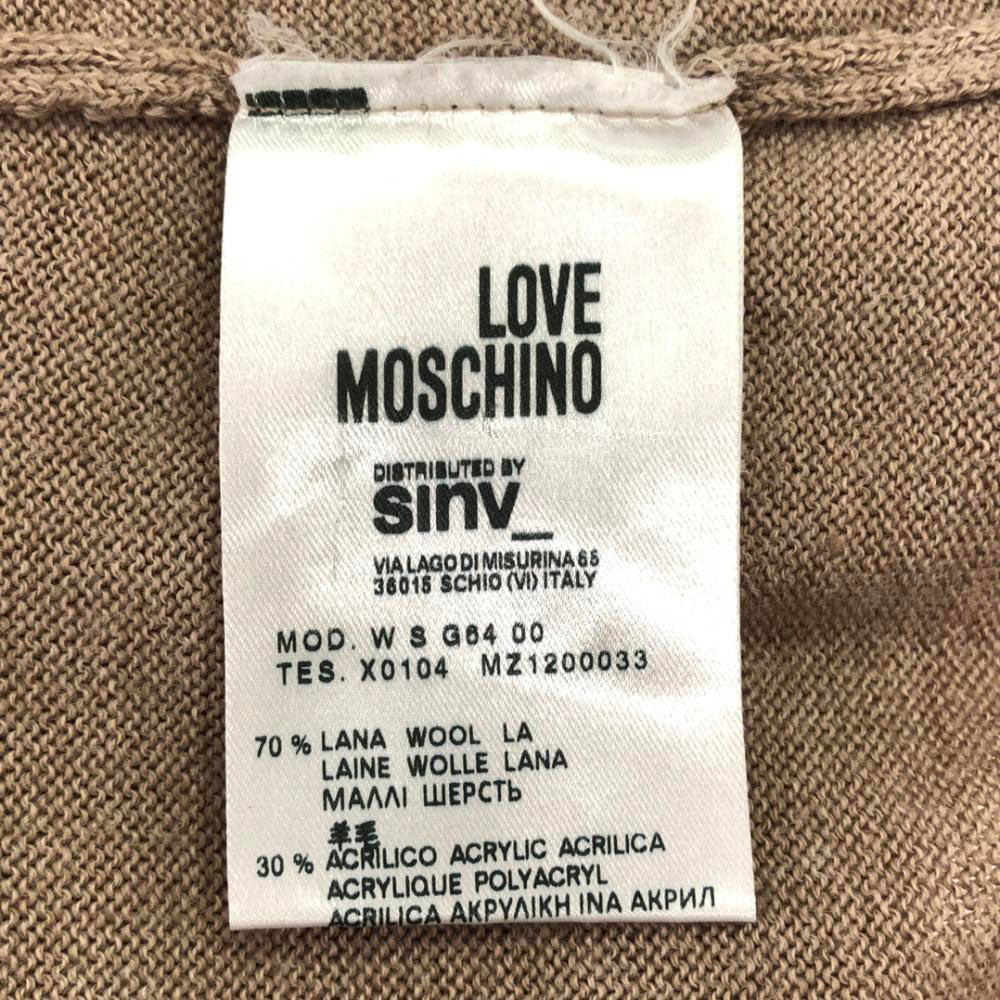 LOVE
MOSCHINO
DISTRIBUTED BY
sinv_
VIA LAGO DI MISURINA 65
36015 SCHIO (VI) ITALY
MOD. W S G64 00
TES. X0104 MZ1200033
70 % LANA WOOL LA
LAINE WOLLE LANA
ΜΑΛΛΙ ШЕРСТЬ
羊毛
30 % ACRÍLICO ACRYLIC ACRILICA
ACRYLIQUE POLYACRYL
ACRILICA ΑΚΡΥΛΙΚΗ ΙΝΑ АКРИЛ